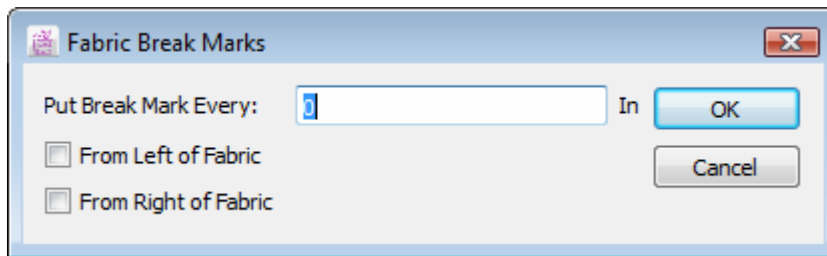 Fabric Break Marks
Put Break Mark Every: 0 In OK
From Left of Fabric
Cancel
From Right of Fabric